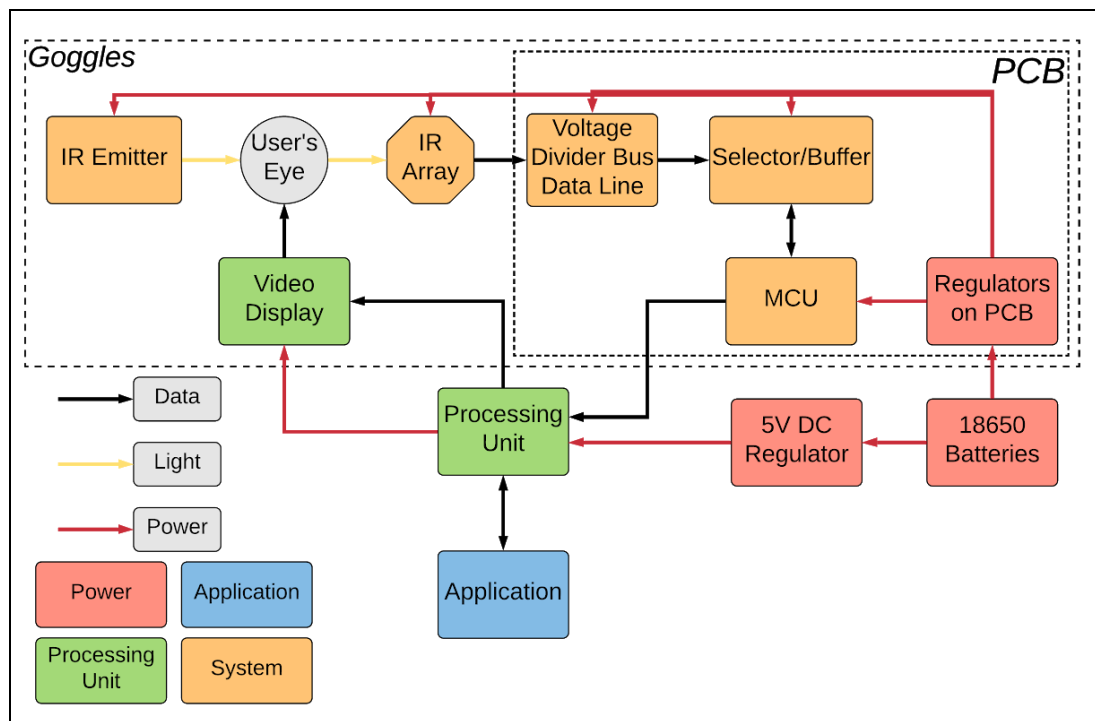 Goggles
PCB
IR Emitter
User's
Eye
IR
Array
Voltage
Divider Bus
Data Line
Selector/Buffer
Video
Display
MCU
Regulators
on PCB
Processing
Unit
5V DC
Regulator
18650
Batteries
Application
Data
Light
Power
Power
Application
Processing
Unit
System